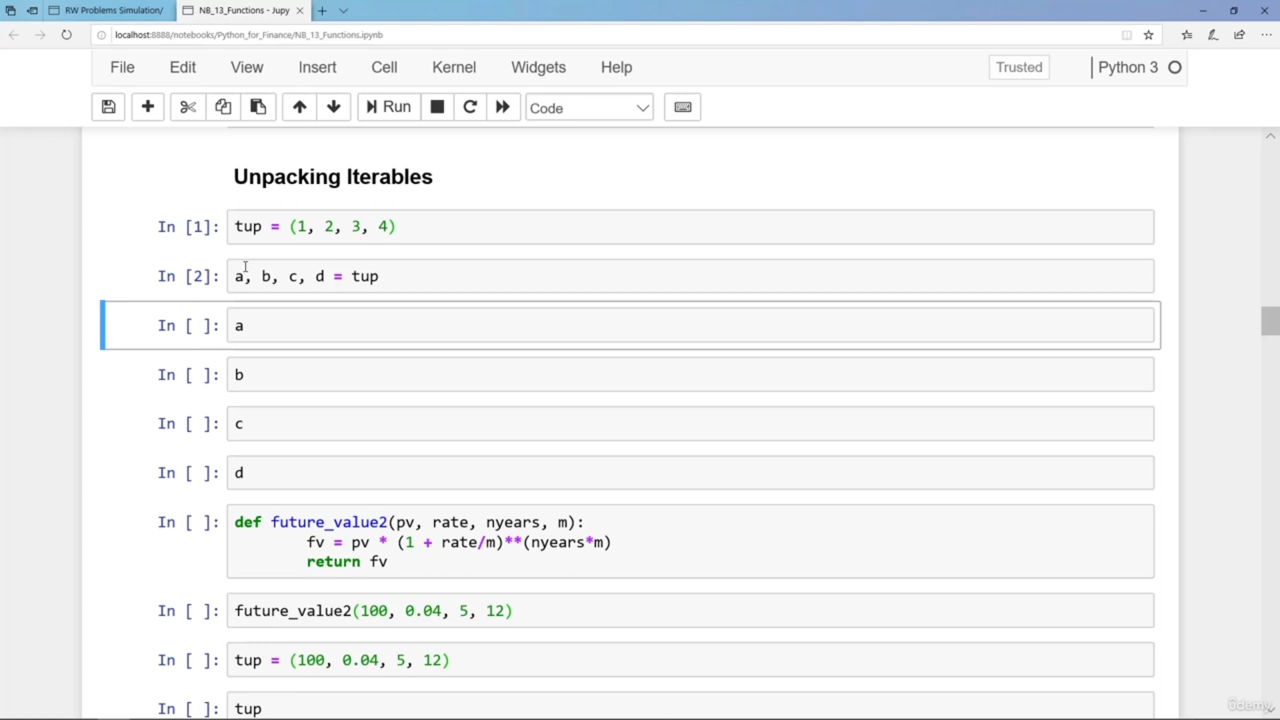 RW Problems Simulation/
NB_13_Functions - Jupy
localhost:8888/notebooks/Python_for_Finance/NB_13_Functions.ipynb
File Edit View Insert Cell Kernel Widgets Help Trusted Python 3
Run Code
Unpacking Iterables
In [1]: tup = (1, 2, 3, 4)
In [2]: a, b, c, d = tup
In [ ]: a
In [ ]: b
In [ ]: c
In [ ]: d
In [ ]: def future_value2(pv, rate, nyears, m):
fv = pv * (1 + rate/m)**(nyears*m)
return fv
In [ ]: future_value2(100, 0.04, 5, 12)
In [ ]: tup = (100, 0.04, 5, 12)
In [ ]: tup
Udemy